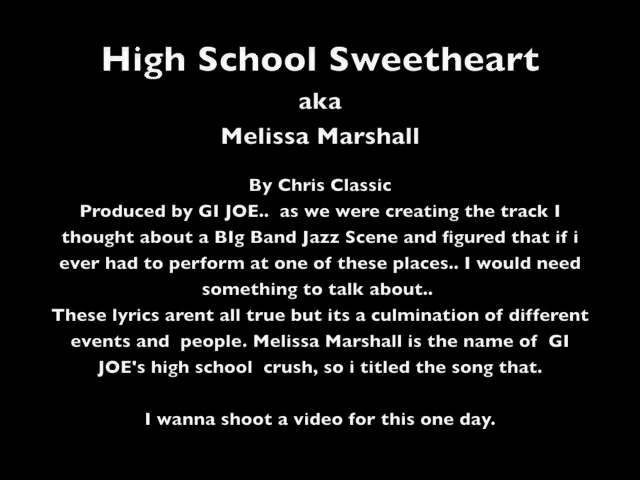 High School Sweetheart
aka
Melissa Marshall
By Chris Classic
Produced by GI JOE..  as we were creating the track I
thought about a BIg Band Jazz Scene and figured that if i
ever had to perform at one of these places.. I would need
something to talk about..
These lyrics arent all true but its a culmination of different
events and  people. Melissa Marshall is the name of  GI
JOE's high school  crush, so i titled the song that.
I wanna shoot a video for this one day.